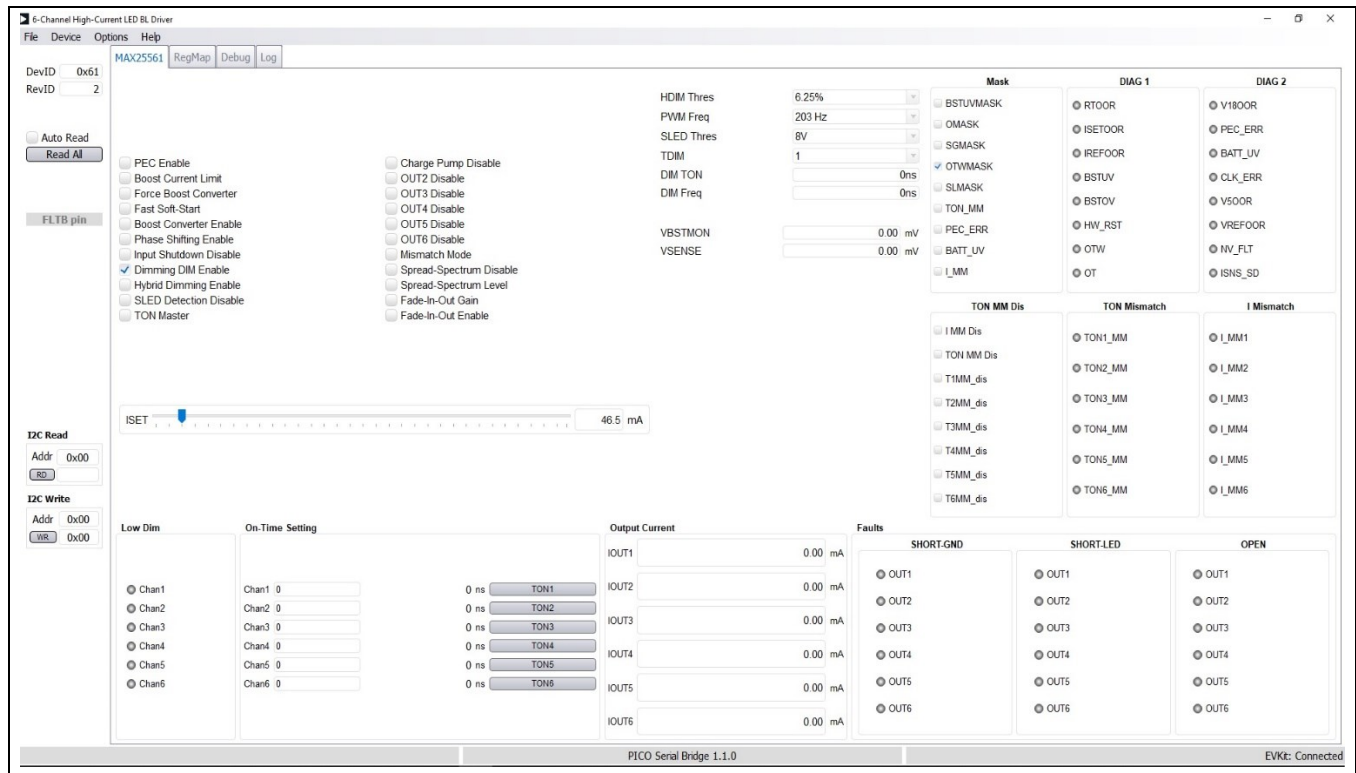 6-Channel High-Current LED BL Driver
File Device Options Help
MAX25561 RegMap Debug Log
DevID 0x61
RevID 2
Auto Read
Read All
FLTB pin
I2C Read
Addr 0x00
RD
I2C Write
Addr 0x00
WR 0x00
PEC Enable
Boost Current Limit
Force Boost Converter
Fast Soft-Start
Boost Converter Enable
Phase Shifting Enable
Input Shutdown Disable
Dimming DIM Enable
Hybrid Dimming Enable
SLED Detection Disable
TON Master
Charge Pump Disable
OUT2 Disable
OUT3 Disable
OUT4 Disable
OUT5 Disable
OUT6 Disable
Mismatch Mode
Spread-Spectrum Disable
Spread-Spectrum Level
Fade-In-Out Gain
Fade-In-Out Enable
HDIM Thres 6.25%
PWM Freq 203 Hz
SLED Thres 8V
TDIM 1
DIM TON 0ns
DIM Freq 0ns
VBSTMON 0.00 mV
VSENSE 0.00 mV
ISET 46.5 mA
Mask
BSTUVMASK
OMASK
SGMASK
OTWMASK
SLMASK
TON_MM
PEC_ERR
BATT_UV
I_MM
DIAG 1
RTOOR
ISETOOR
IREFOOR
BSTUV
BSTOV
HW_RST
OTW
OT
DIAG 2
V18OOR
PEC_ERR
BATT_UV
CLK_ERR
V5OOR
VREFOOR
NV_FLT
ISNS_SD
TON MM Dis
I MM Dis
TON MM Dis
T1MM_dis
T2MM_dis
T3MM_dis
T4MM_dis
T5MM_dis
T6MM_dis
TON Mismatch
TON1_MM
TON2_MM
TON3_MM
TON4_MM
TON5_MM
TON6_MM
I Mismatch
I_MM1
I_MM2
I_MM3
I_MM4
I_MM5
I_MM6
Low Dim
Chan1
Chan2
Chan3
Chan4
Chan5
Chan6
On-Time Setting
Chan1 0 0 ns TON1
Chan2 0 0 ns TON2
Chan3 0 0 ns TON3
Chan4 0 0 ns TON4
Chan5 0 0 ns TON5
Chan6 0 0 ns TON6
Output Current
IOUT1 0.00 mA
IOUT2 0.00 mA
IOUT3 0.00 mA
IOUT4 0.00 mA
IOUT5 0.00 mA
IOUT6 0.00 mA
Faults
SHORT-GND
OUT1
OUT2
OUT3
OUT4
OUT5
OUT6
SHORT-LED
OUT1
OUT2
OUT3
OUT4
OUT5
OUT6
OPEN
OUT1
OUT2
OUT3
OUT4
OUT5
OUT6
PICO Serial Bridge 1.1.0
EVKit: Connected